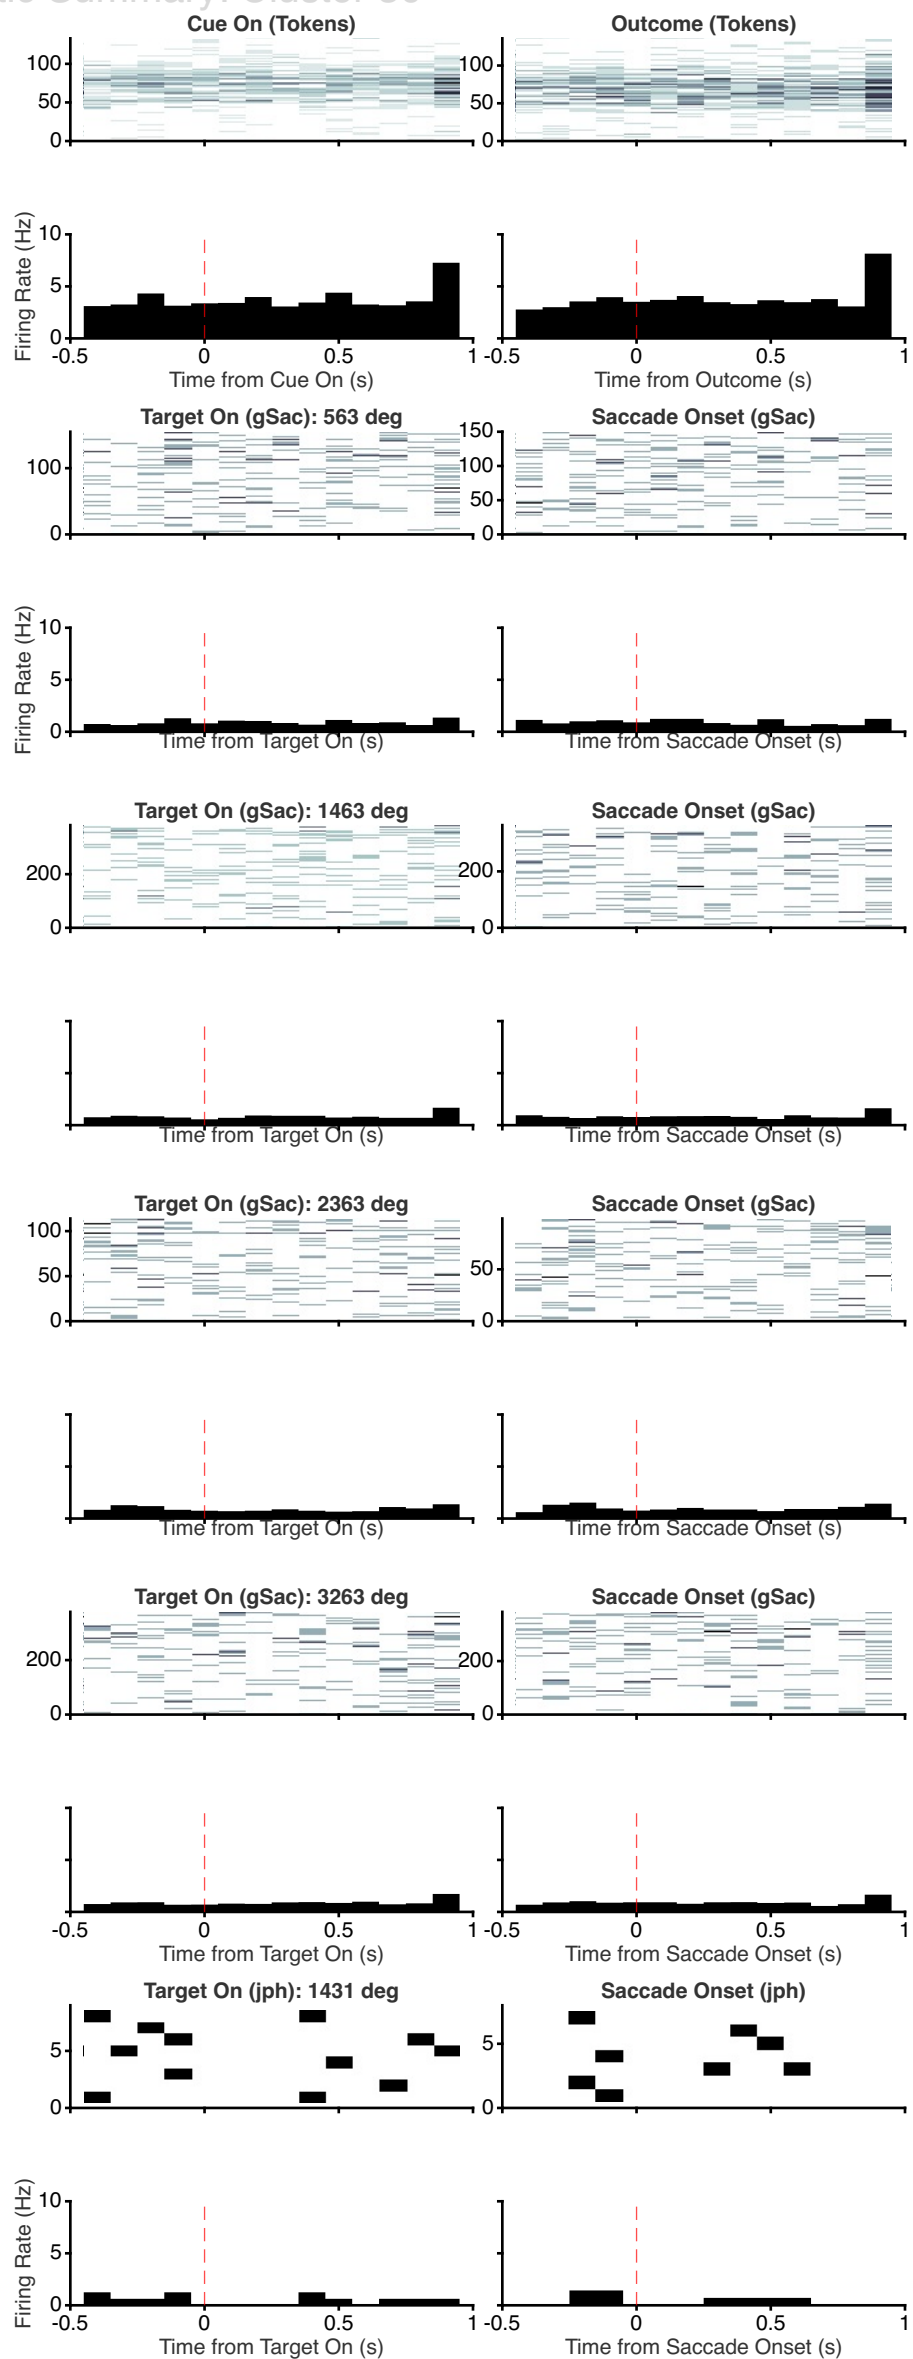 Summary: Cluster
Cue On (Tokens) Outcome (Tokens)
100 100
50 50
0 0
Firing Rate (Hz)
10
5
0
-0.5 0 0.5 1 -0.5 0 0.5 1
Time from Cue On (s) Time from Outcome (s)
Target On (gSac): 563 deg Saccade Onset (gSac)
150
100 100
50
0 0
Firing Rate (Hz)
10
5
0
Time from Target On (s) Time from Saccade Onset (s)
Target On (gSac): 1463 deg Saccade Onset (gSac)
200 200
0 0
Time from Target On (s) Time from Saccade Onset (s)
Target On (gSac): 2363 deg Saccade Onset (gSac)
100
50 50
0 0
Time from Target On (s) Time from Saccade Onset (s)
Target On (gSac): 3263 deg Saccade Onset (gSac)
200 200
0 0
-0.5 0 0.5 1 -0.5 0 0.5 1
Time from Target On (s) Time from Saccade Onset (s)
Target On (jph): 1431 deg Saccade Onset (jph)
5 5
0 0
Firing Rate (Hz)
10
5
0
-0.5 0 0.5 1 -0.5 0 0.5 1
Time from Target On (s) Time from Saccade Onset (s)